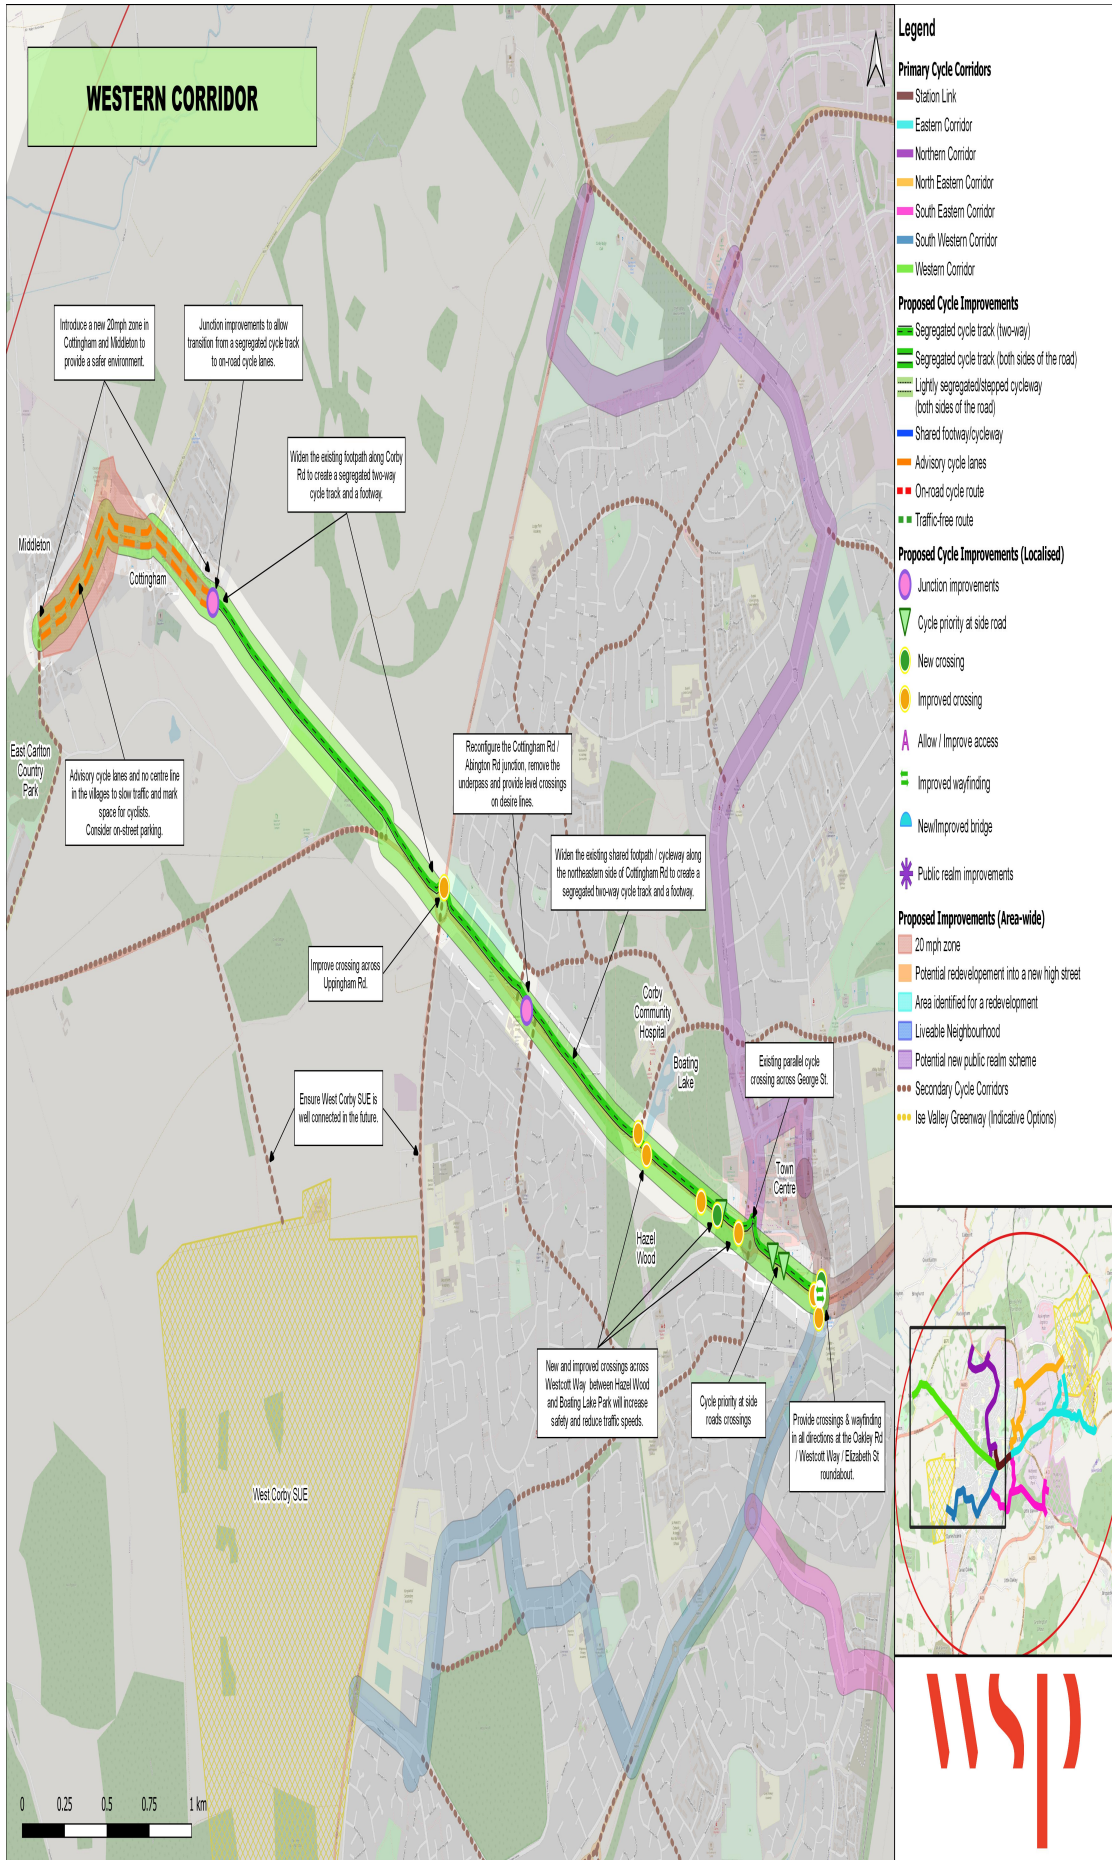 WESTERN CORRIDOR
Introduce a new 20mph zone in
Cottingham and Middleton to
provide a safer environment.
Junction improvements to allow
transition from a segregated cycle track
to on-road cycle lanes.
Widen the existing footpath along Corby
Rd to create a segregated two-way
cycle track and a footway.
Middleton
Cottingham
East Carlton
Country
Park
Advisory cycle lanes and no centre line
in the villages to slow traffic and mark
space for cyclists.
Consider on-street parking.
Reconfigure the Cottingham Rd /
Abington Rd junction, remove the
underpass and provide level crossings
on desire lines.
Widen the existing shared footpath / cycleway along
the northeastern side of Cottingham Rd to create a
segregated two-way cycle track and a footway.
Improve crossing across
Uppingham Rd.
Corby
Community
Hospital
Boating
Lake
Existing parallel cycle
crossing across George St.
Ensure West Corby SUE is
well connected in the future.
Town
Centre
Hazel
Wood
New and improved crossings across
Westcott Way between Hazel Wood
and Boating Lake Park will increase
safety and reduce traffic speeds.
Cycle priority at side
roads crossings
Provide crossings & wayfinding
in all directions at the Oakley Rd
/ Westcott Way / Elizabeth St
roundabout.
West Corby SUE
0 0.25 0.5 0.75 1 km
Legend
Primary Cycle Corridors
Station Link
Eastern Corridor
Northern Corridor
North Eastern Corridor
South Eastern Corridor
South Western Corridor
Western Corridor
Proposed Cycle Improvements
Segregated cycle track (two-way)
Segregated cycle track (both sides of the road)
Lightly segregated/stepped cycleway
(both sides of the road)
Shared footway/cycleway
Advisory cycle lanes
On-road cycle route
Traffic-free route
Proposed Cycle Improvements (Localised)
Junction improvements
Cycle priority at side road
New crossing
Improved crossing
A Allow / Improve access
Improved wayfinding
New/Improved bridge
Public realm improvements
Proposed Improvements (Area-wide)
20 mph zone
Potential redevelopement into a new high street
Area identified for a redevelopment
Liveable Neighbourhood
Potential new public realm scheme
Secondary Cycle Corridors
Ise Valley Greenway (Indicative Options)
wsp